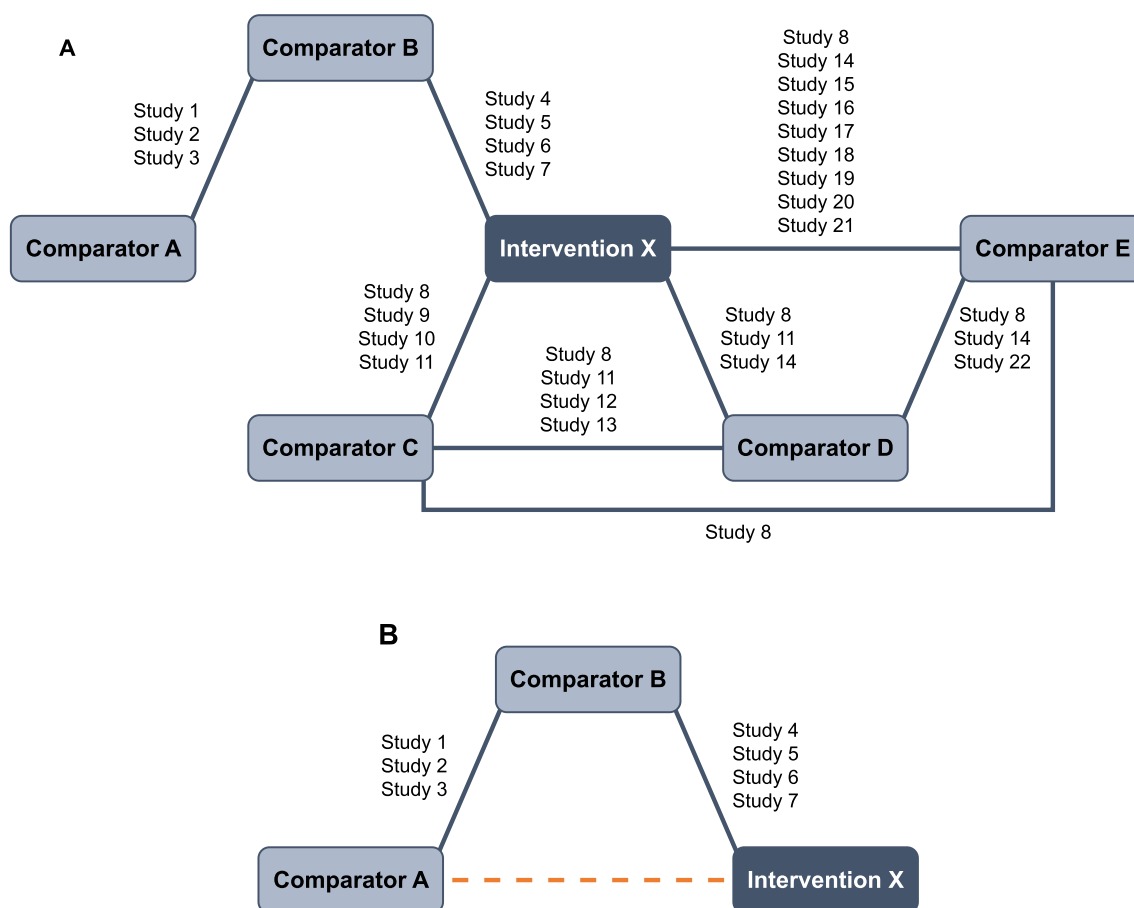 A
Comparator B
Study 1
Study 2
Study 3
Study 4
Study 5
Study 6
Study 7
Study 8
Study 14
Study 15
Study 16
Study 17
Study 18
Study 19
Study 20
Study 21
Comparator A
Intervention X
Comparator E
Study 8
Study 9
Study 10
Study 11
Study 8
Study 11
Study 12
Study 13
Study 8
Study 11
Study 14
Study 8
Study 14
Study 22
Comparator C
Comparator D
Study 8
B
Comparator B
Study 1
Study 2
Study 3
Study 4
Study 5
Study 6
Study 7
Comparator A
Intervention X